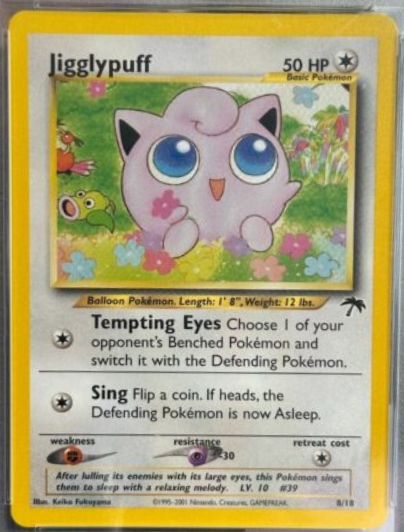 Jigglypuff
50 HP
Basic Pokémon
Balloon Pokémon. Length: 1' 8", Weight: 12 lbs.
Tempting Eyes Choose 1 of your
opponent's Benched Pokémon and
switch it with the Defending Pokémon.
Sing Flip a coin. If heads, the
Defending Pokémon is now Asleep.
weakness resistance retreat cost
-30
After lulling its enemies with its large eyes, this Pokémon sings
them to sleep with a relaxing melody. LV. 10 #39
Illus. Keiko Fukuyama ©1995-2001 Nintendo, Creatures, GAMEFREAK. 8/18